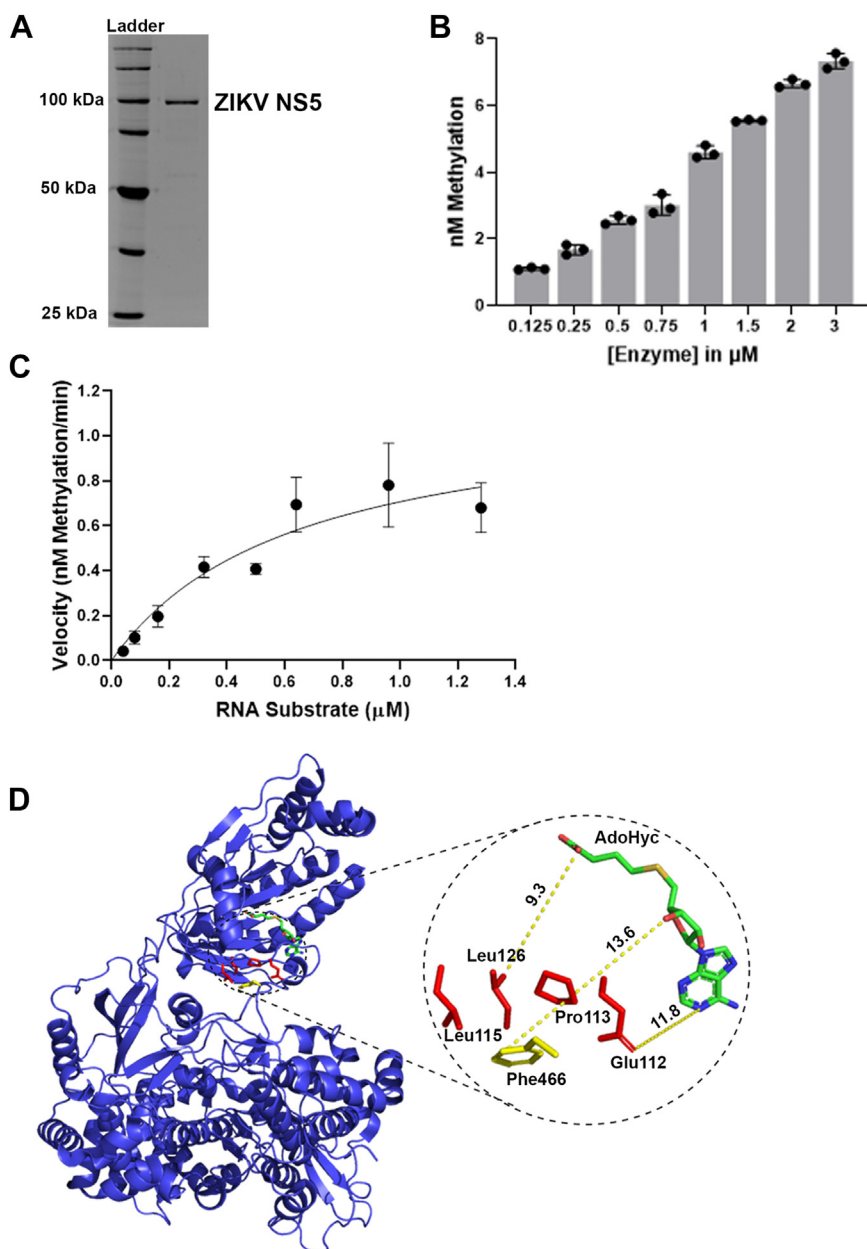 A
Ladder
100 kDa
ZIKV NS5
50 kDa
25 kDa
B
nM Methylation
8
6
4
2
0
0.125 0.25 0.5 0.75 1 1.5 2 3
[Enzyme] in µM
C
Velocity (nM Methylation/min)
1.2
1.0
0.8
0.6
0.4
0.2
0.0
0.0 0.2 0.4 0.6 0.8 1.0 1.2 1.4
RNA Substrate (µM)
D
AdoHyc
9.3
13.6
Leu126
11.8
Pro113
Leu115
Glu112
Phe466